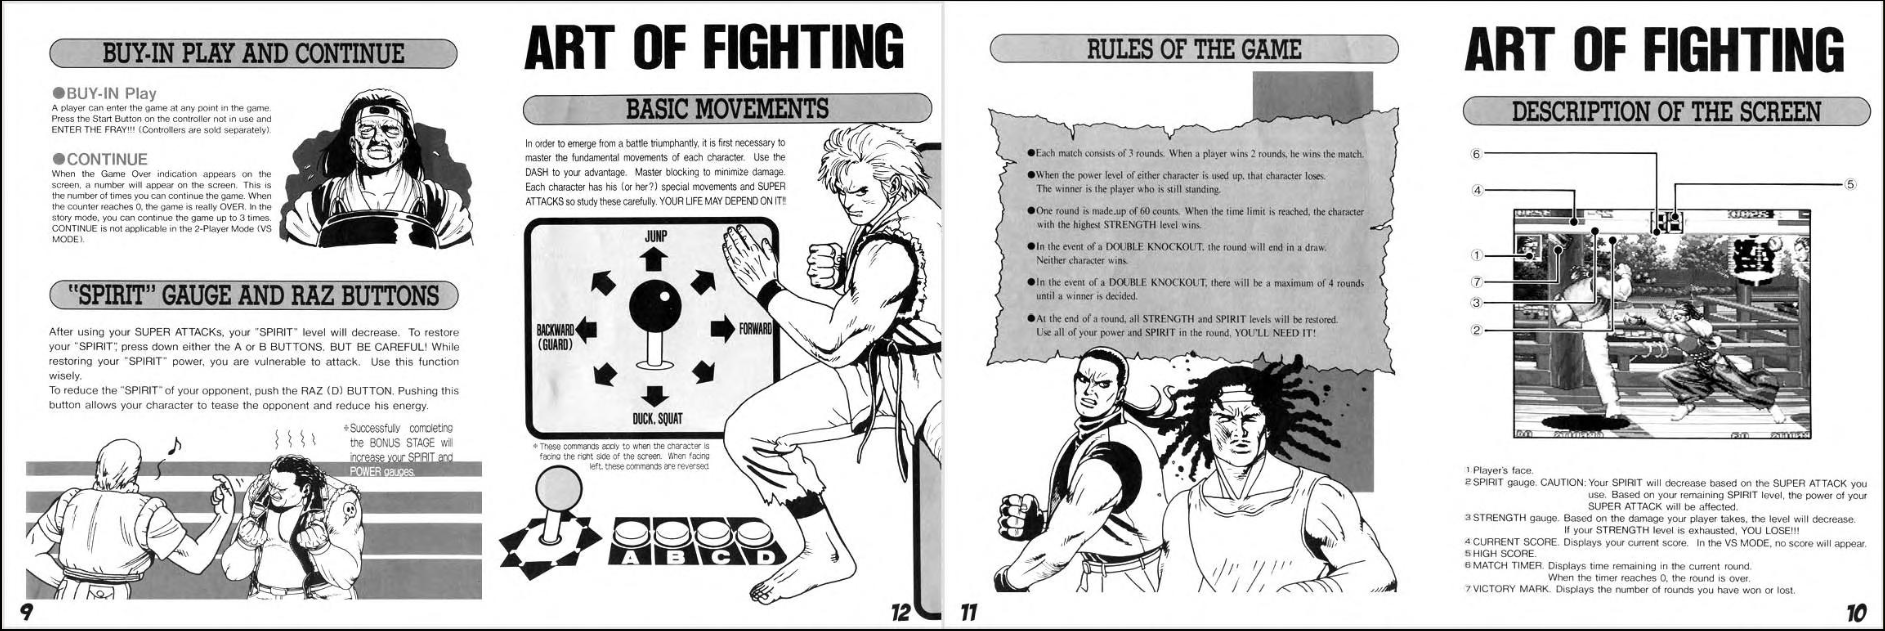 BUY-IN PLAY AND CONTINUE
●BUY-IN Play
A player can enter the game at any point in the game.
Press the Start Button on the controller not in use and
ENTER THE FRAY!!! (Controllers are sold separately).
●CONTINUE
When the Game Over indication appears on the
screen, a number will appear on the screen. This is
the number of times you can continue the game. When
the counter reaches 0, the game is really OVER. In the
story mode, you can continue the game up to 3 times.
CONTINUE is not applicable in the 2-Player Mode (VS
MODE).
"SPIRIT" GAUGE AND RAZ BUTTONS
After using your SUPER ATTACKs, your "SPIRIT" level will decrease. To restore
your "SPIRIT", press down either the A or B BUTTONS. BUT BE CAREFUL! While
restoring your "SPIRIT" power, you are vulnerable to attack. Use this function
wisely.
To reduce the "SPIRIT" of your opponent, push the RAZ (D) BUTTON. Pushing this
button allows your character to tease the opponent and reduce his energy.
*Successfully completing
the BONUS STAGE will
increase your SPIRIT and
POWER gauges.
9
ART OF FIGHTING
BASIC MOVEMENTS
In order to emerge from a battle triumphantly, it is first necessary to
master the fundamental movements of each character. Use the
DASH to your advantage. Master blocking to minimize damage.
Each character has his (or her?) special movements and SUPER
ATTACKS so study these carefully. YOUR LIFE MAY DEPEND ON IT!!
JUNP
BACKWARD
(GUARD)
FORWARD
DUCK, SQUAT
* These commands apply to when the character is
facing the right side of the screen. When facing
left, these commands are reversed.
A B C D
12
RULES OF THE GAME
●Each match consists of 3 rounds. When a player wins 2 rounds, he wins the match.
●When the power level of either character is used up, that character loses.
The winner is the player who is still standing.
●One round is made.up of 60 counts. When the time limit is reached, the character
with the highest STRENGTH level wins.
●In the event of a DOUBLE KNOCKOUT, the round will end in a draw.
Neither character wins.
●In the event of a DOUBLE KNOCKOUT, there will be a maximum of 4 rounds
until a winner is decided.
●At the end of a round, all STRENGTH and SPIRIT levels will be restored.
Use all of your power and SPIRIT in the round, YOU'LL NEED IT!
11
ART OF FIGHTING
DESCRIPTION OF THE SCREEN
⑥
⑤
④
①
⑦
③
②
1 Player's face.
2 SPIRIT gauge. CAUTION: Your SPIRIT will decrease based on the SUPER ATTACK you
use. Based on your remaining SPIRIT level, the power of your
SUPER ATTACK will be affected.
3 STRENGTH gauge. Based on the damage your player takes, the level will decrease.
If your STRENGTH level is exhausted, YOU LOSE!!!
4 CURRENT SCORE. Displays your current score. In the VS MODE, no score will appear.
5 HIGH SCORE.
6 MATCH TIMER. Displays time remaining in the current round.
When the timer reaches 0, the round is over.
7 VICTORY MARK. Displays the number of rounds you have won or lost.
10